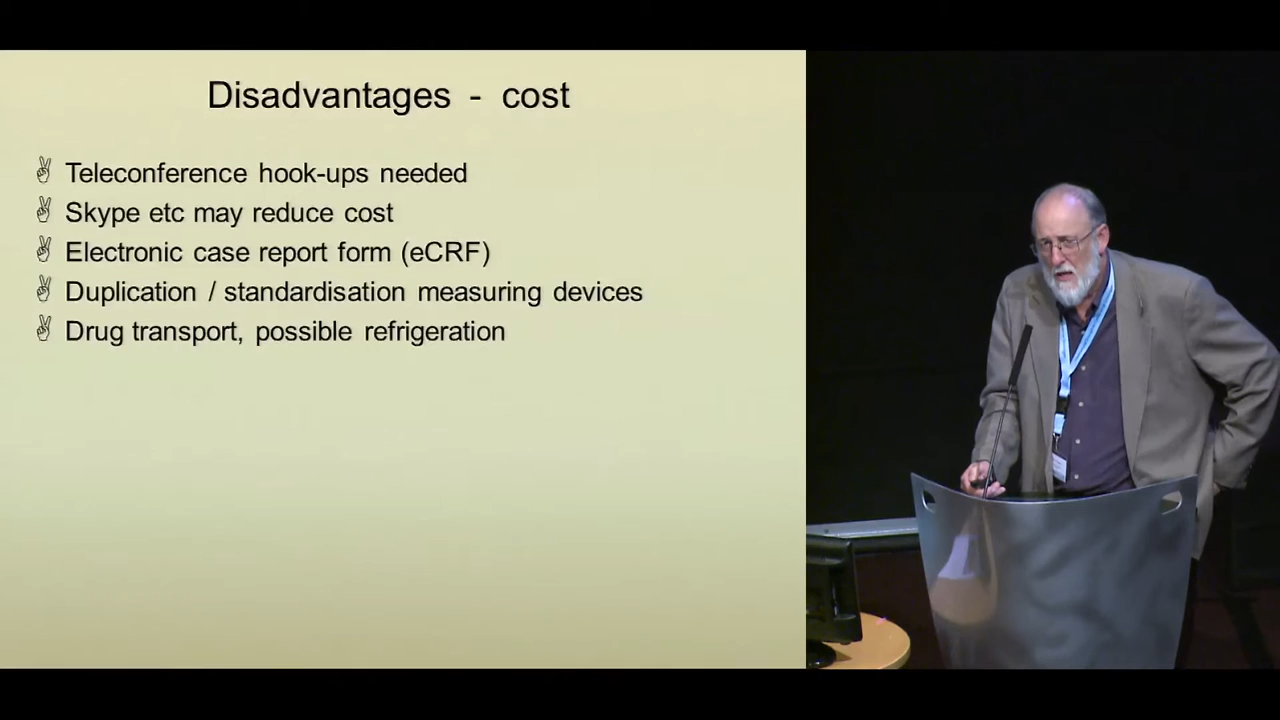 Disadvantages - cost
✌ Teleconference hook-ups needed
✌ Skype etc may reduce cost
✌ Electronic case report form (eCRF)
✌ Duplication / standardisation measuring devices
✌ Drug transport, possible refrigeration